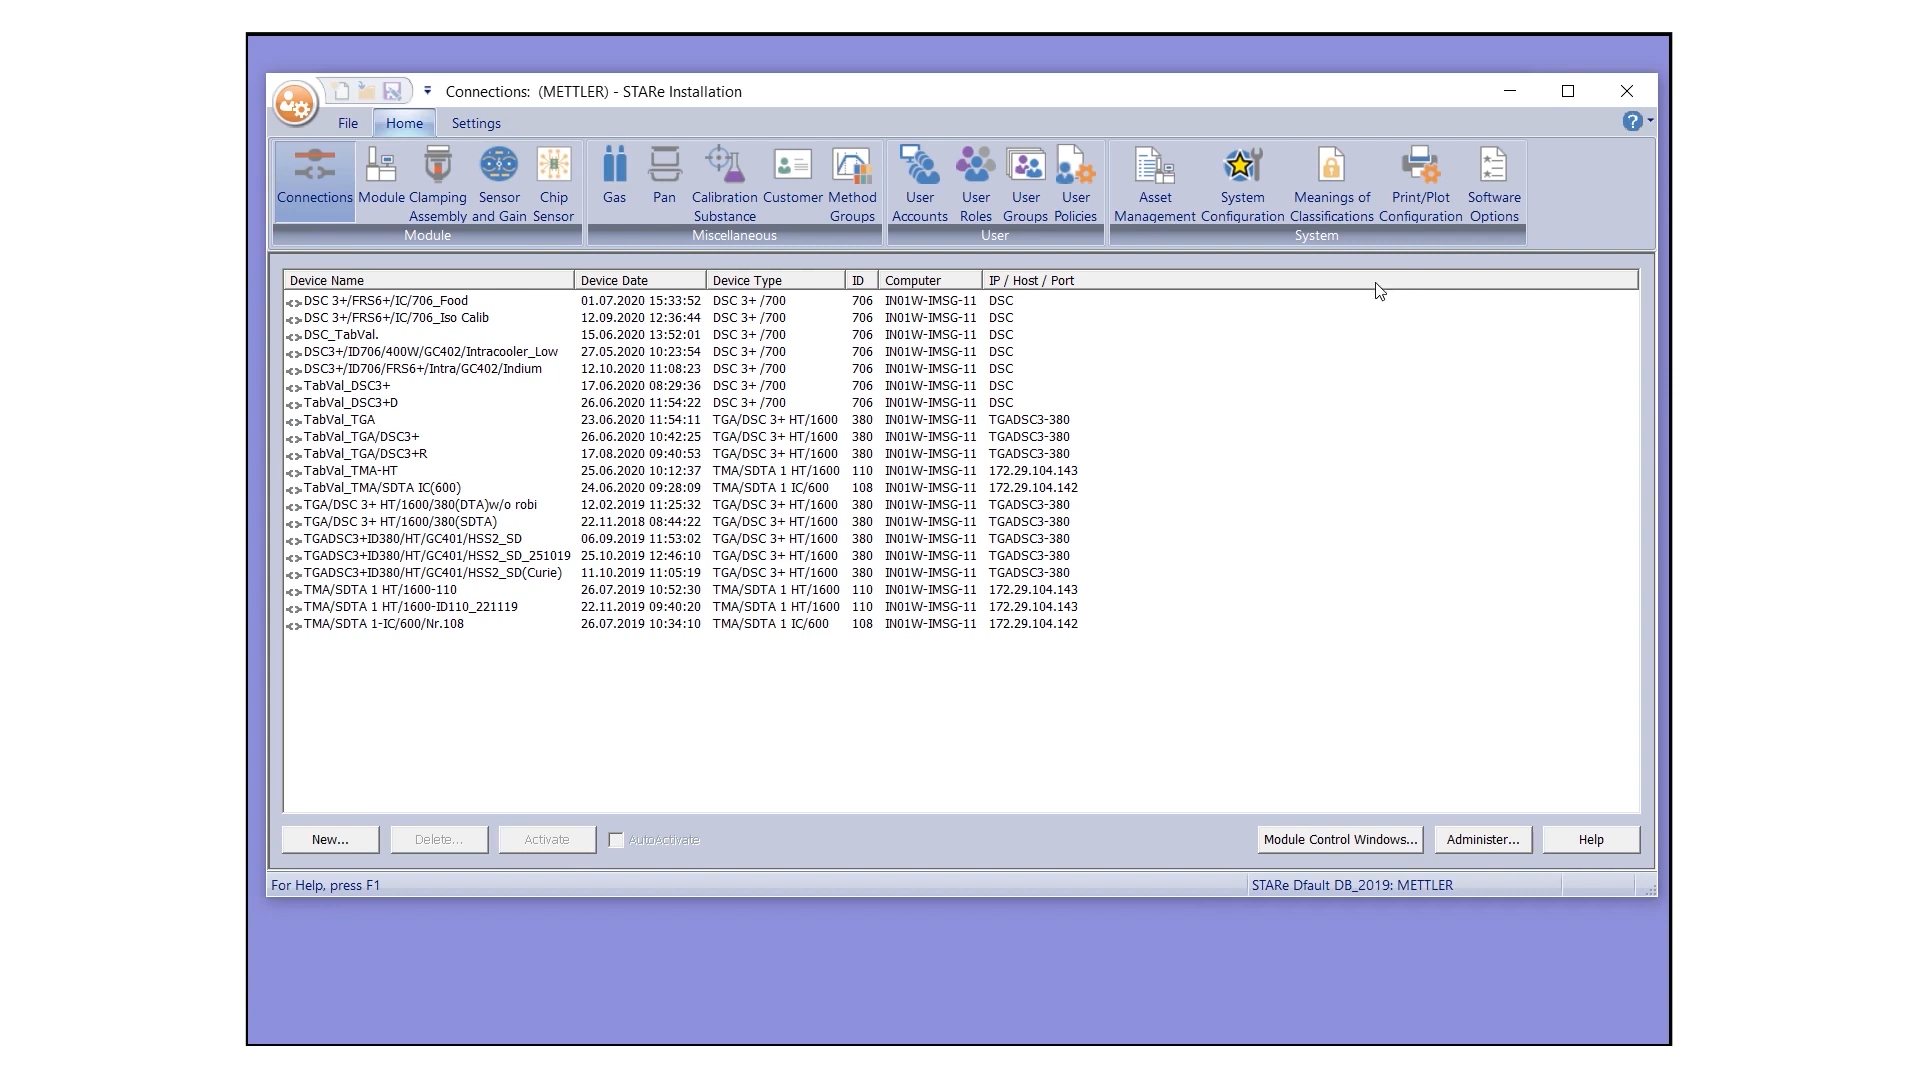 Connections: (METTLER) - STARe Installation
File Home Settings
Connections Module Clamping Assembly Sensor and Gain Chip Sensor Gas Pan Calibration Substance Customer Method Groups User Accounts User Roles User Groups User Policies Asset Management System Configuration Meanings of Classifications Print/Plot Configuration Software Options
Module Miscellaneous User System
Device Name Device Date Device Type ID Computer IP / Host / Port
DSC 3+/FRS6+/IC/706_Food 01.07.2020 15:33:52 DSC 3+ /700 706 IN01W-IMSG-11 DSC
DSC 3+/FRS6+/IC/706_Iso Calib 12.09.2020 12:36:44 DSC 3+ /700 706 IN01W-IMSG-11 DSC
DSC_TabVal. 15.06.2020 13:52:01 DSC 3+ /700 706 IN01W-IMSG-11 DSC
DSC3+/ID706/400W/GC402/Intracooler_Low 27.05.2020 10:23:54 DSC 3+ /700 706 IN01W-IMSG-11 DSC
DSC3+/ID706/FRS6+/Intra/GC402/Indium 12.10.2020 11:08:23 DSC 3+ /700 706 IN01W-IMSG-11 DSC
TabVal_DSC3+ 17.06.2020 08:29:36 DSC 3+ /700 706 IN01W-IMSG-11 DSC
TabVal_DSC3+D 26.06.2020 11:54:22 DSC 3+ /700 706 IN01W-IMSG-11 DSC
TabVal_TGA 23.06.2020 11:54:11 TGA/DSC 3+ HT/1600 380 IN01W-IMSG-11 TGADSC3-380
TabVal_TGA/DSC3+ 26.06.2020 10:42:25 TGA/DSC 3+ HT/1600 380 IN01W-IMSG-11 TGADSC3-380
TabVal_TGA/DSC3+R 17.08.2020 09:40:53 TGA/DSC 3+ HT/1600 380 IN01W-IMSG-11 TGADSC3-380
TabVal_TMA-HT 25.06.2020 10:12:37 TMA/SDTA 1 HT/1600 110 IN01W-IMSG-11 172.29.104.143
TabVal_TMA/SDTA IC(600) 24.06.2020 09:28:09 TMA/SDTA 1 IC/600 108 IN01W-IMSG-11 172.29.104.142
TGA/DSC 3+ HT/1600/380(DTA)w/o robi 12.02.2019 11:25:32 TGA/DSC 3+ HT/1600 380 IN01W-IMSG-11 TGADSC3-380
TGA/DSC 3+ HT/1600/380(SDTA) 22.11.2018 08:44:22 TGA/DSC 3+ HT/1600 380 IN01W-IMSG-11 TGADSC3-380
TGADSC3+ID380/HT/GC401/HSS2_SD 06.09.2019 11:53:02 TGA/DSC 3+ HT/1600 380 IN01W-IMSG-11 TGADSC3-380
TGADSC3+ID380/HT/GC401/HSS2_SD_251019 25.10.2019 12:46:10 TGA/DSC 3+ HT/1600 380 IN01W-IMSG-11 TGADSC3-380
TGADSC3+ID380/HT/GC401/HSS2_SD(Curie) 11.10.2019 11:05:19 TGA/DSC 3+ HT/1600 380 IN01W-IMSG-11 TGADSC3-380
TMA/SDTA 1 HT/1600-110 26.07.2019 10:52:30 TMA/SDTA 1 HT/1600 110 IN01W-IMSG-11 172.29.104.143
TMA/SDTA 1 HT/1600-ID110_221119 22.11.2019 09:40:20 TMA/SDTA 1 HT/1600 110 IN01W-IMSG-11 172.29.104.143
TMA/SDTA 1-IC/600/Nr.108 26.07.2019 10:34:10 TMA/SDTA 1 IC/600 108 IN01W-IMSG-11 172.29.104.142
New... Delete... Activate AutoActivate Module Control Windows... Administer... Help
For Help, press F1 STARe Dfault DB_2019: METTLER